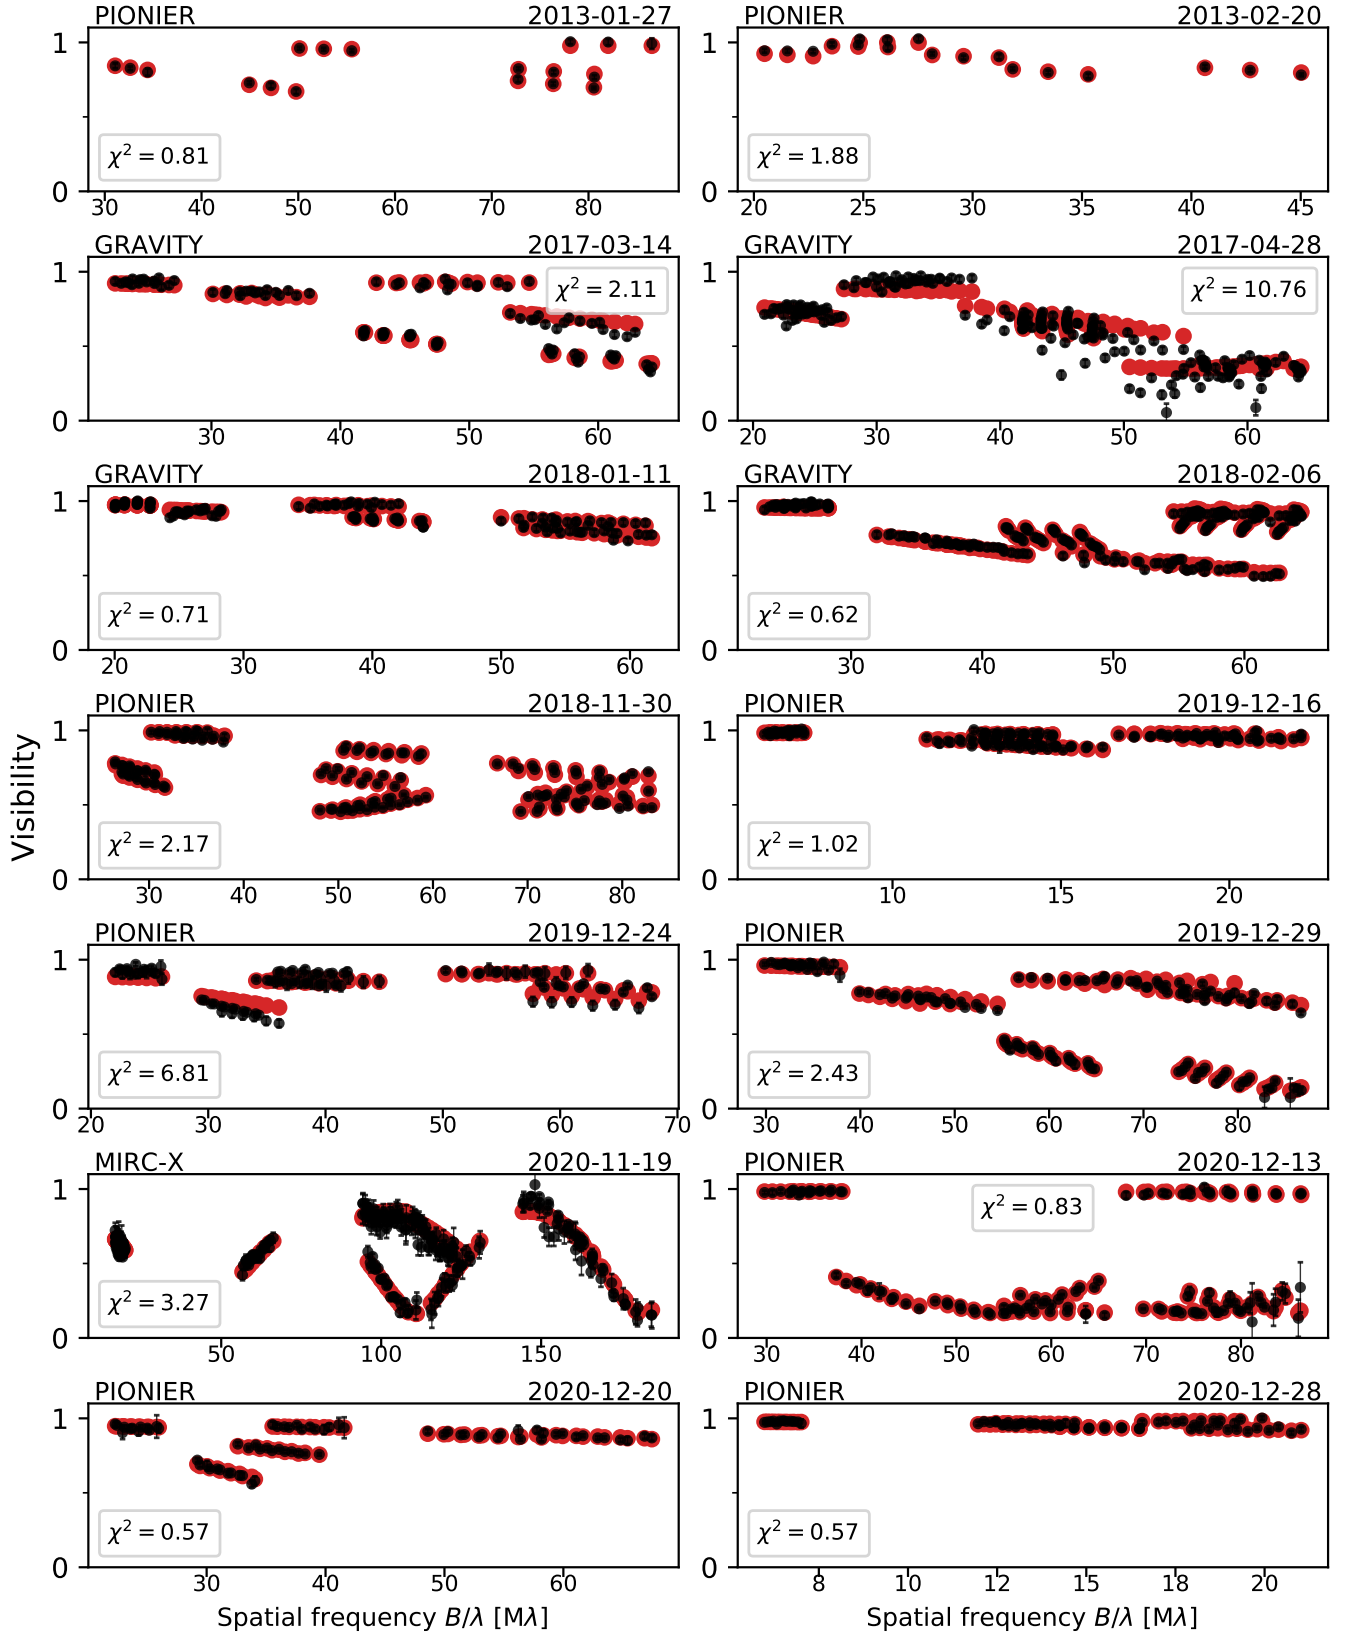 PIONIER 2013-01-27
1
χ² = 0.81
0
30 40 50 60 70 80
PIONIER 2013-02-20
χ² = 1.88
20 25 30 35 40 45
GRAVITY 2017-03-14
1
χ² = 2.11
0
30 40 50 60
GRAVITY 2017-04-28
χ² = 10.76
20 30 40 50 60
GRAVITY 2018-01-11
1
χ² = 0.71
0
20 30 40 50 60
GRAVITY 2018-02-06
1
χ² = 0.62
0
30 40 50 60
PIONIER 2018-11-30
1
χ² = 2.17
0
30 40 50 60 70 80
PIONIER 2019-12-16
1
χ² = 1.02
0
10 15 20
Visibility
PIONIER 2019-12-24
1
χ² = 6.81
0
20 30 40 50 60 70
PIONIER 2019-12-29
1
χ² = 2.43
0
30 40 50 60 70 80
MIRC-X 2020-11-19
1
χ² = 3.27
0
50 100 150
PIONIER 2020-12-13
1
χ² = 0.83
0
30 40 50 60 70 80
PIONIER 2020-12-20
1
χ² = 0.57
0
30 40 50 60
Spatial frequency B/λ [Mλ]
PIONIER 2020-12-28
1
χ² = 0.57
0
8 10 12 15 18 20
Spatial frequency B/λ [Mλ]